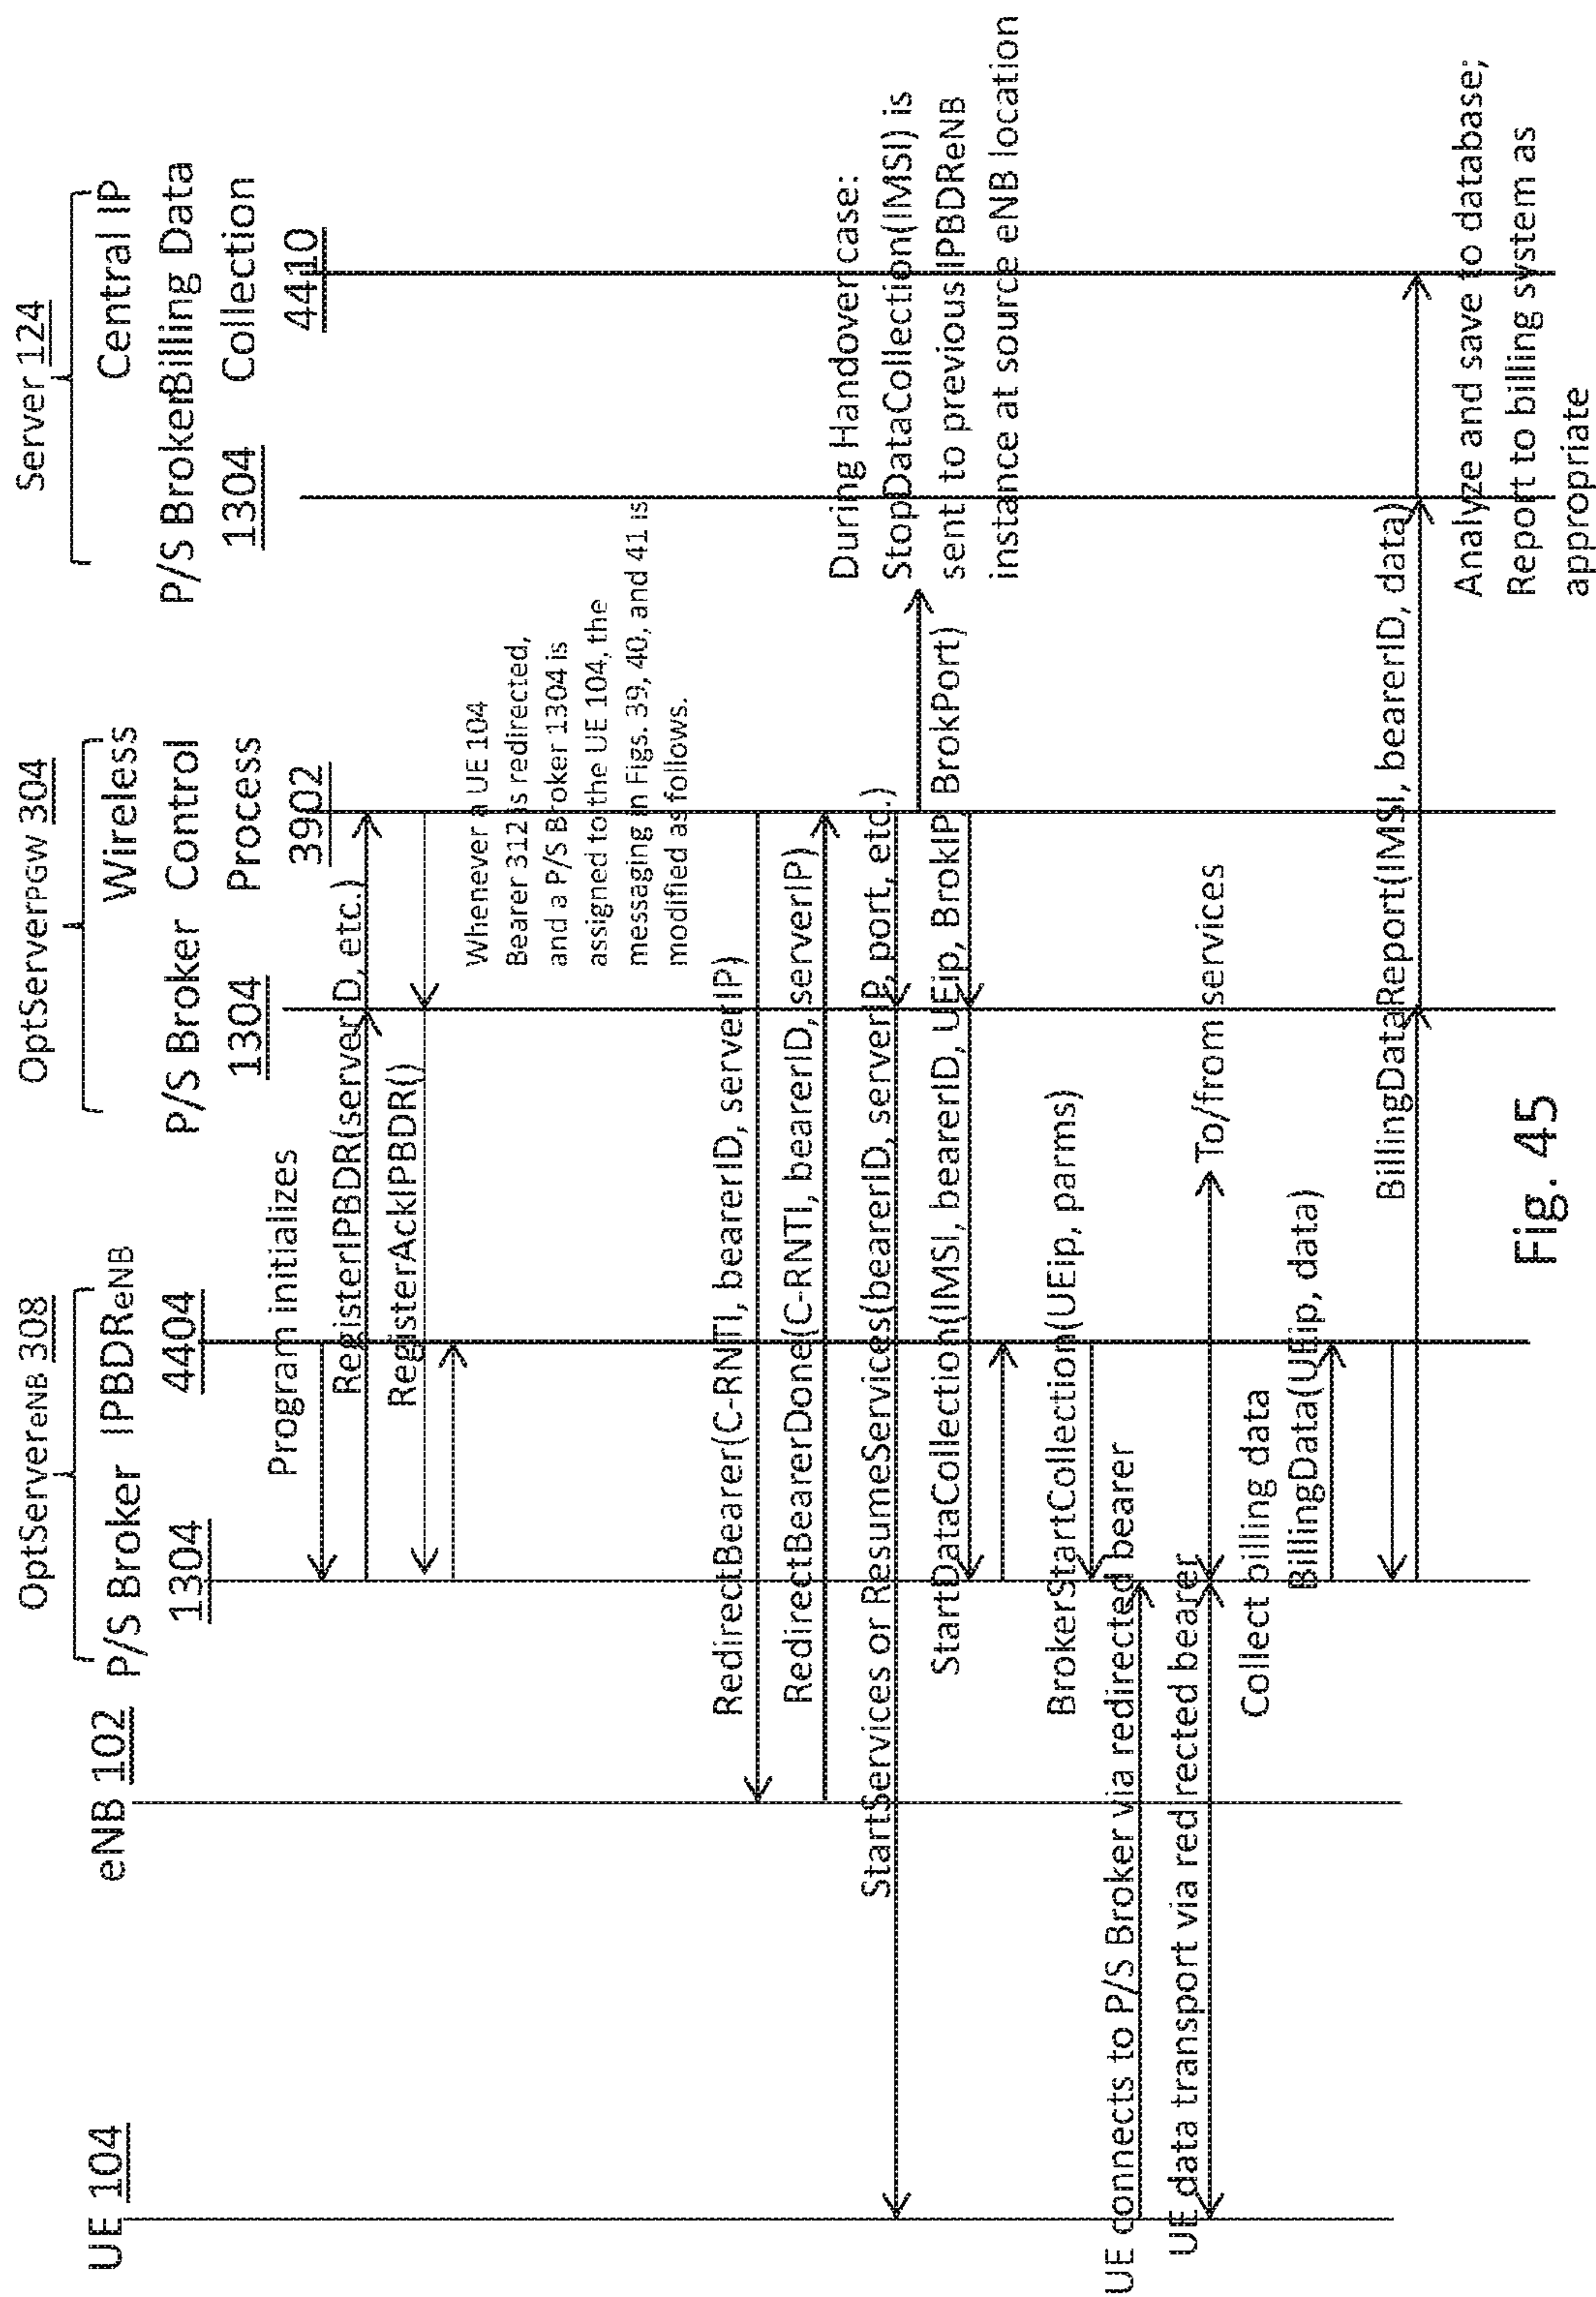 Server 124
OptServerPGW 304
OptServereNB 308
Central IP
Wireless
P/S Broker Billing Data
P/S Broker Control
P/S Broker IPBDReNB
eNB 102
UE 104
1304 Collection
1304 Process
1304 4404
4410
3902
Program initializes
RegisterIPBDR(serverID, etc.)
RegisterAckIPBDR()
Whenever a UE 104
Bearer 312 is redirected,
and a P/S Broker 1304 is
assigned to the UE 104, the
messaging in Figs. 39, 40, and 41 is
modified as follows.
RedirectBearer(C-RNTI, bearerID, serverIP)
RedirectBearerDone(C-RNTI, bearerID, serverIP)
During Handover case:
StopDataCollection(IMSI) is
sent to previous IPBDReNB
instance at source eNB location
StartServices or ResumeServices(bearerID, serverIP, port, etc.)
StartDataCollection(IMSI, bearerID, UEip, BrokIP, BrokPort)
BrokerStartCollection(UEip, parms)
UE connects to P/S Broker via redirected bearer
UE data transport via redirected bearer
To/from services
Collect billing data
BillingData(UEip, data)
BillingDataReport(IMSI, bearerID, data)
Analyze and save to database;
Report to billing system as
appropriate
Fig. 45